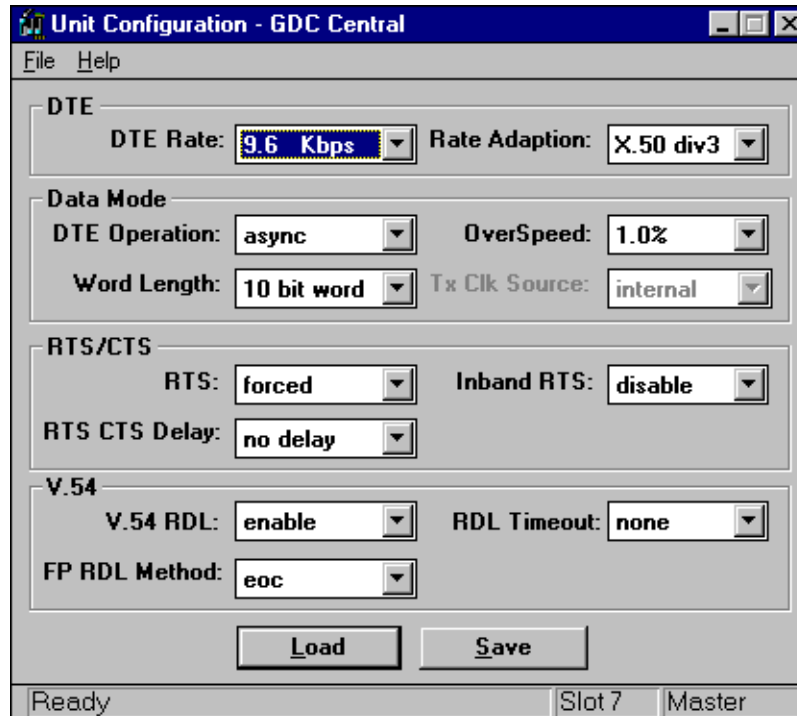 Unit Configuration - GDC Central
File Help
DTE
DTE Rate: 9.6 Kbps Rate Adaption: X.50 div3
Data Mode
DTE Operation: async OverSpeed: 1.0%
Word Length: 10 bit word Tx Clk Source: internal
RTS/CTS
RTS: forced Inband RTS: disable
RTS CTS Delay: no delay
V.54
V.54 RDL: enable RDL Timeout: none
FP RDL Method: eoc
Load Save
Ready Slot 7 Master